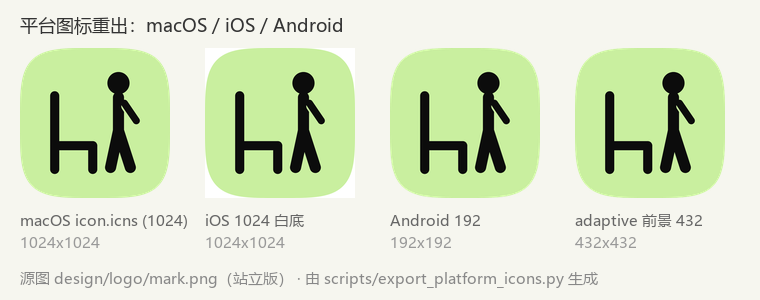 平台图标重出：macOS / iOS / Android
macOS icon.icns (1024)
1024x1024
iOS 1024 白底
1024x1024
Android 192
192x192
adaptive 前景 432
432x432
源图 design/logo/mark.png（站立版） · 由 scripts/export_platform_icons.py 生成